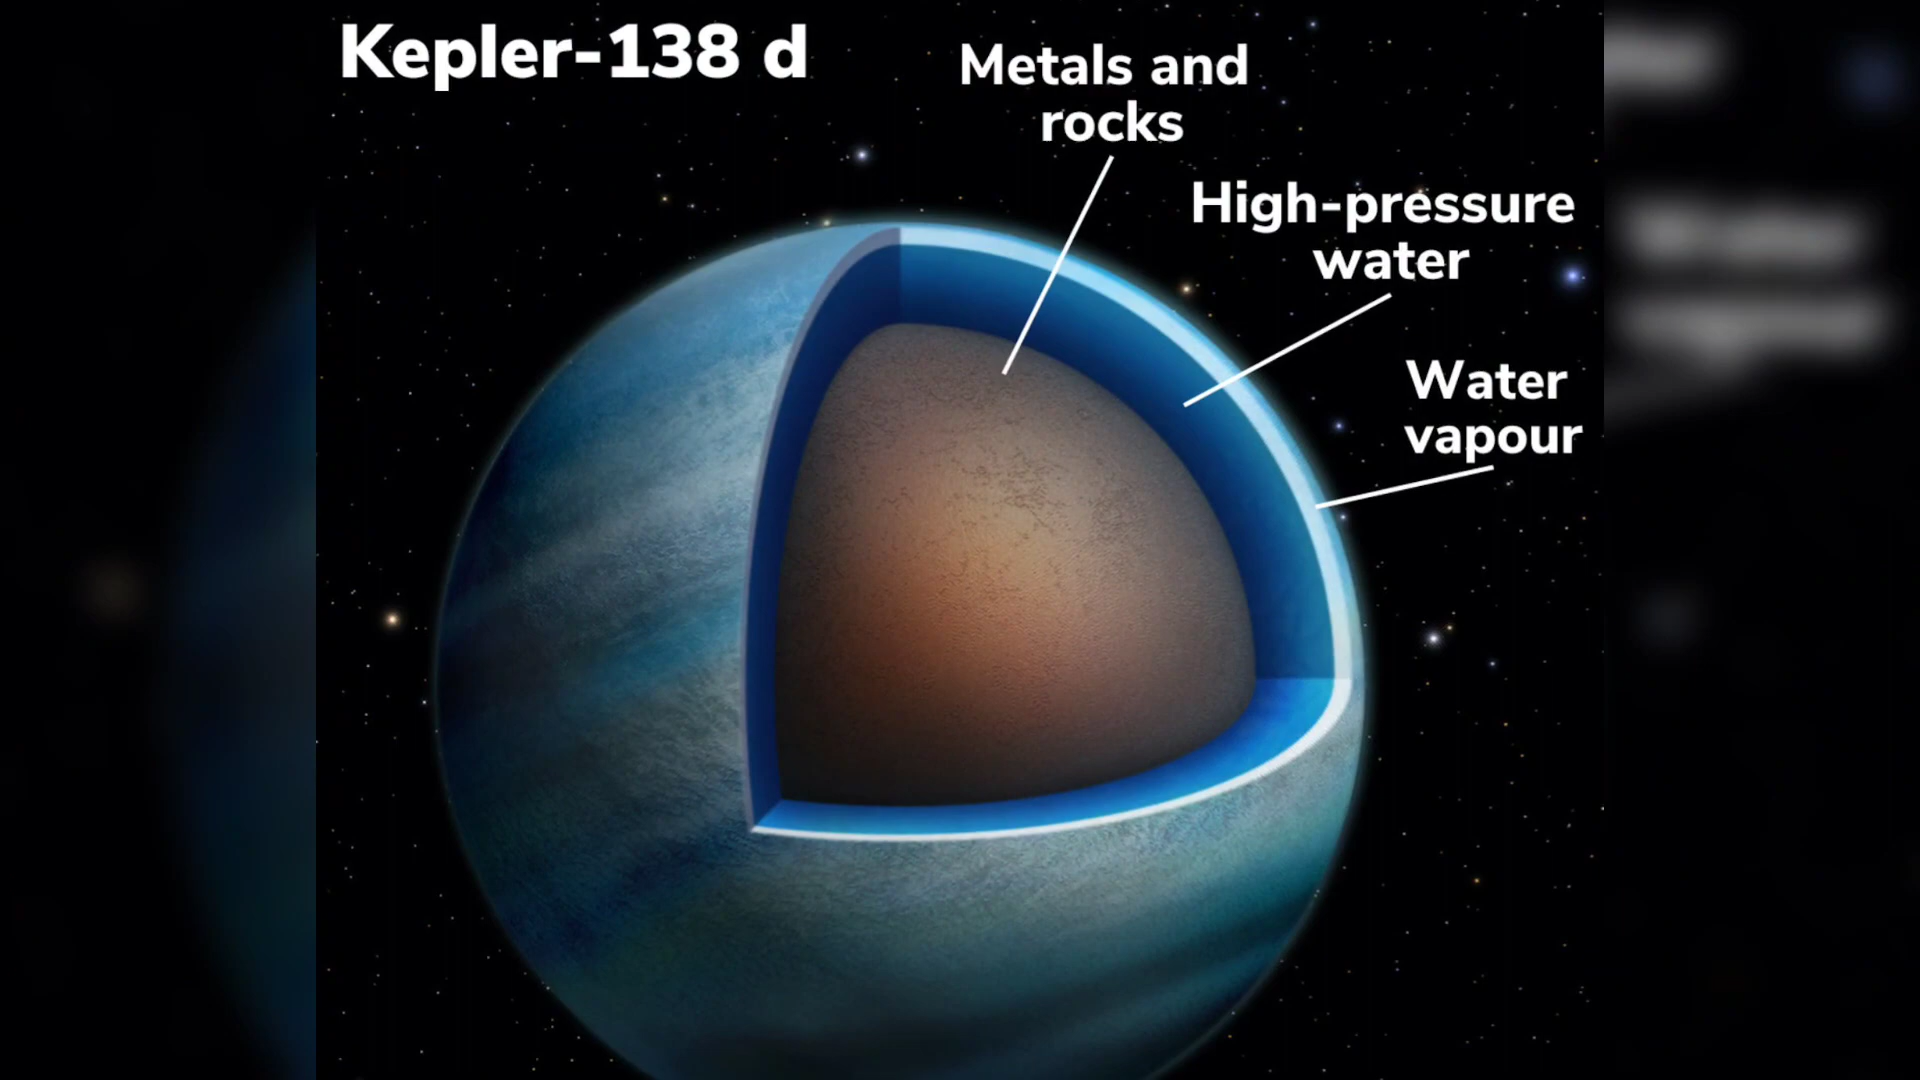 Kepler-138 d
Metals and
rocks
High-pressure
water
Water
vapour